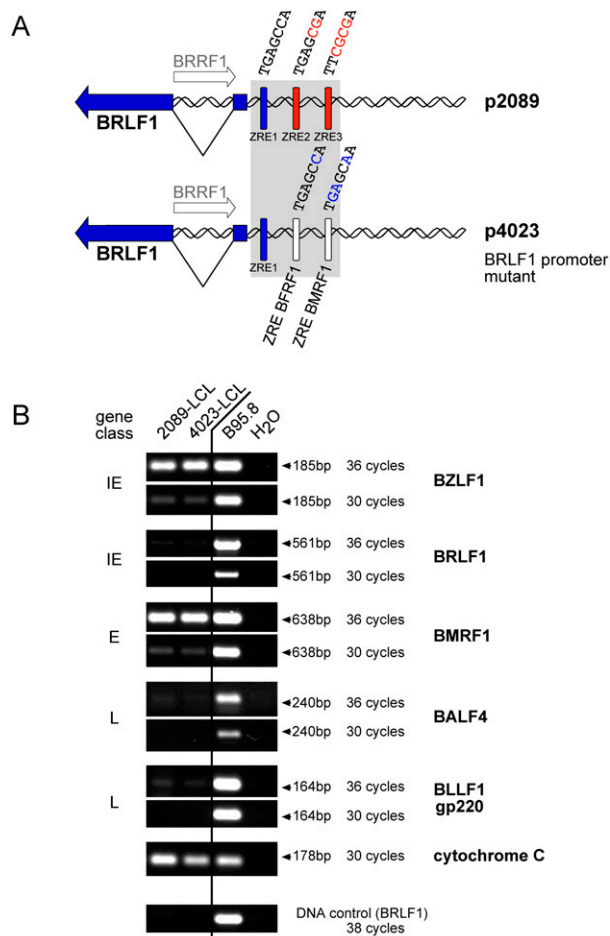 A
BRRF1
TGAGCCA
TGAGCGA
TTCGCGA
BRLF1
ZRE1
ZRE2
ZRE3
p2089
BRRF1
TGAGCCA
TGAGCAA
BRLF1
ZRE1
ZRE BFRF1
ZRE BMRF1
p4023
BRLF1 promoter
mutant
B
gene
class
2089-LCL
4023-LCL
B95.8
H2O
IE
185bp 36 cycles
BZLF1
185bp 30 cycles
IE
561bp 36 cycles
BRLF1
561bp 30 cycles
E
638bp 36 cycles
BMRF1
638bp 30 cycles
L
240bp 36 cycles
BALF4
240bp 30 cycles
L
164bp 36 cycles
BLLF1
gp220
164bp 30 cycles
178bp 30 cycles
cytochrome C
DNA control (BRLF1)
38 cycles